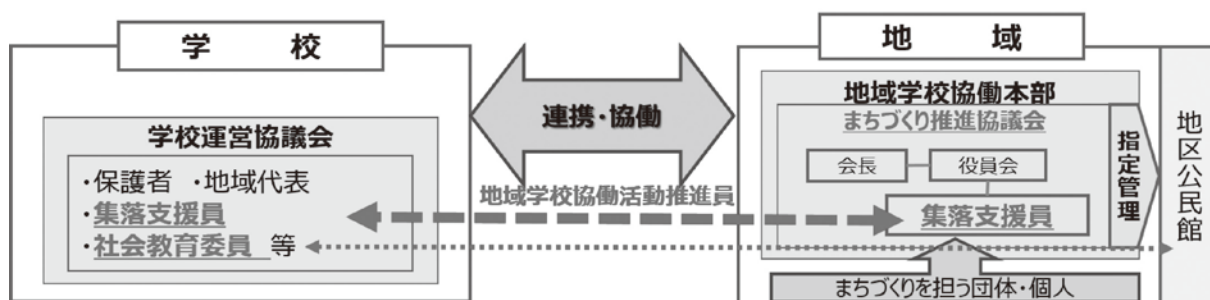 学　校
学校運営協議会
・保護者　・地域代表
・集落支援員
・社会教育委員　等
連携・協働
地域学校協働活動推進員
地　域
地域学校協働本部
まちづくり推進協議会
会長
役員会
集落支援員
指定管理
地区公民館
まちづくりを担う団体・個人